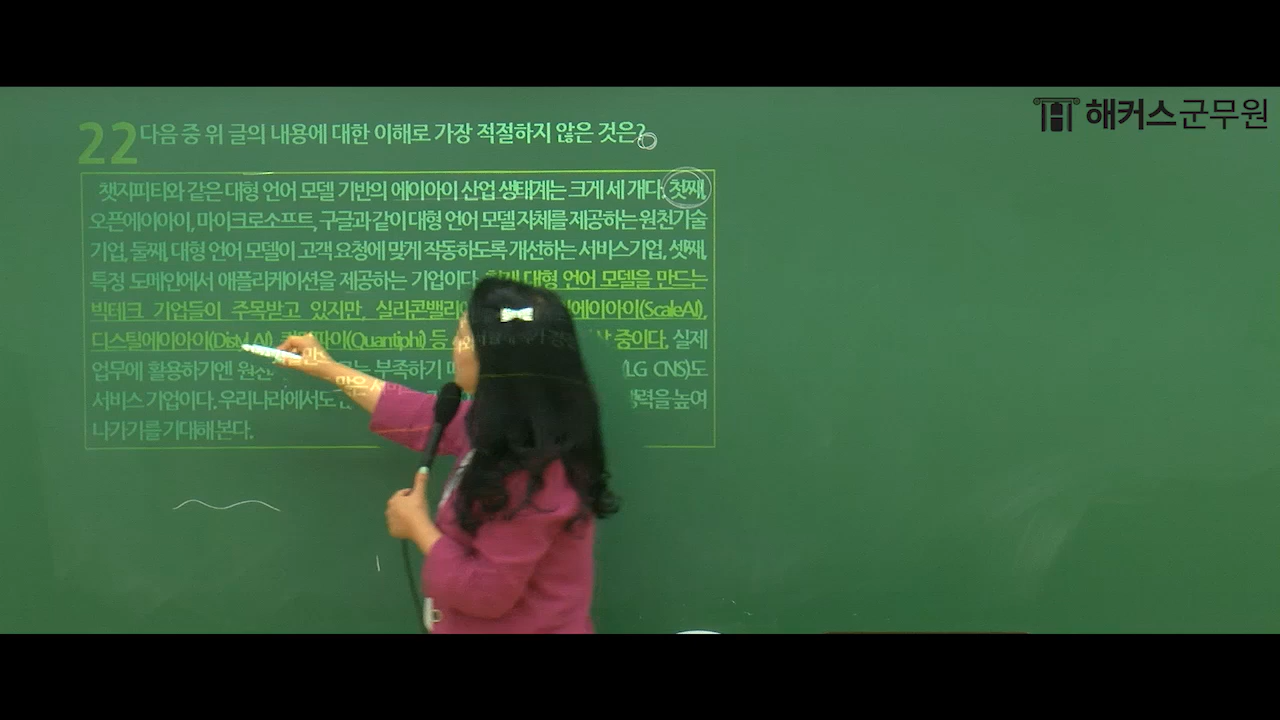 해커스군무원
22 다음 중 위 글의 내용에 대한 이해로 가장 적절하지 않은 것은?
챗지피티와 같은 대형 언어 모델 기반의 에이아이 산업 생태계는 크게 세 개다. 첫째,
오픈에이아이, 마이크로소프트, 구글과 같이 대형 언어 모델 자체를 제공하는 원천기술
기업, 둘째, 대형 언어 모델이 고객 요청에 맞게 작동하도록 개선하는 서비스기업, 셋째,
특정 도메인에서 애플리케이션을 제공하는 기업이다. 대형 언어 모델을 만드는
빅테크 기업들이 주목받고 있지만, 실리콘밸리 (ScaleAI),
디스틸에이아이(Distyl AI), (Quantiphi) 등 중이다. 실제
업무에 활용하기엔 부족하기 (LG CNS)도
서비스 기업이다. 우리나라에서도 많은 높여
나가기를 기대해 본다.